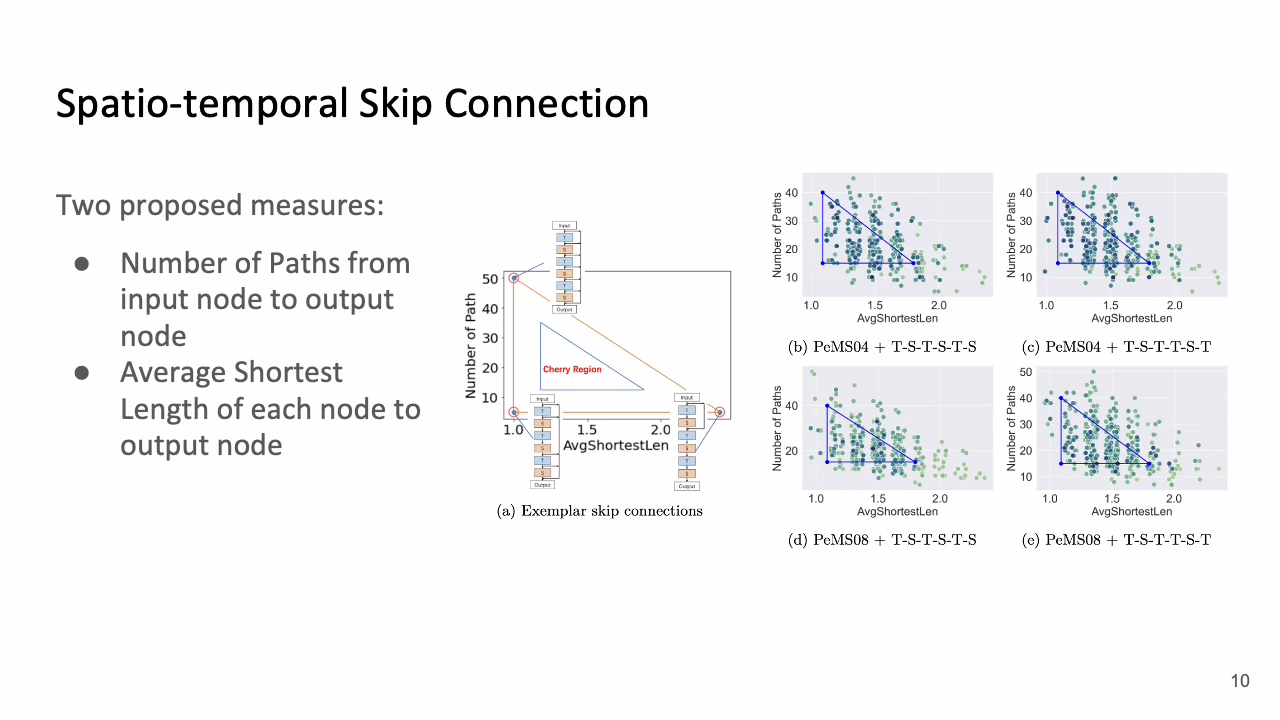 Spatio-temporal Skip Connection
Two proposed measures:
● Number of Paths from
input node to output
node
● Average Shortest
Length of each node to
output node
Input
T
S
T
S
T
S
Output
50
40
30
20
10
Number of Path
Cherry Region
Input
T
S
T
S
T
S
Output
Input
T
S
T
S
T
S
Output
1.0 1.5 2.0
AvgShortestLen
(a) Exemplar skip connections
40
30
20
10
Number of Paths
1.0 1.5 2.0
AvgShortestLen
(b) PeMS04 + T-S-T-S-T-S
40
30
20
10
Number of Paths
1.0 1.5 2.0
AvgShortestLen
(c) PeMS04 + T-S-T-T-S-T
40
20
Number of Paths
1.0 1.5 2.0
AvgShortestLen
(d) PeMS08 + T-S-T-S-T-S
50
40
30
20
10
Number of Paths
1.0 1.5 2.0
AvgShortestLen
(e) PeMS08 + T-S-T-T-S-T
10